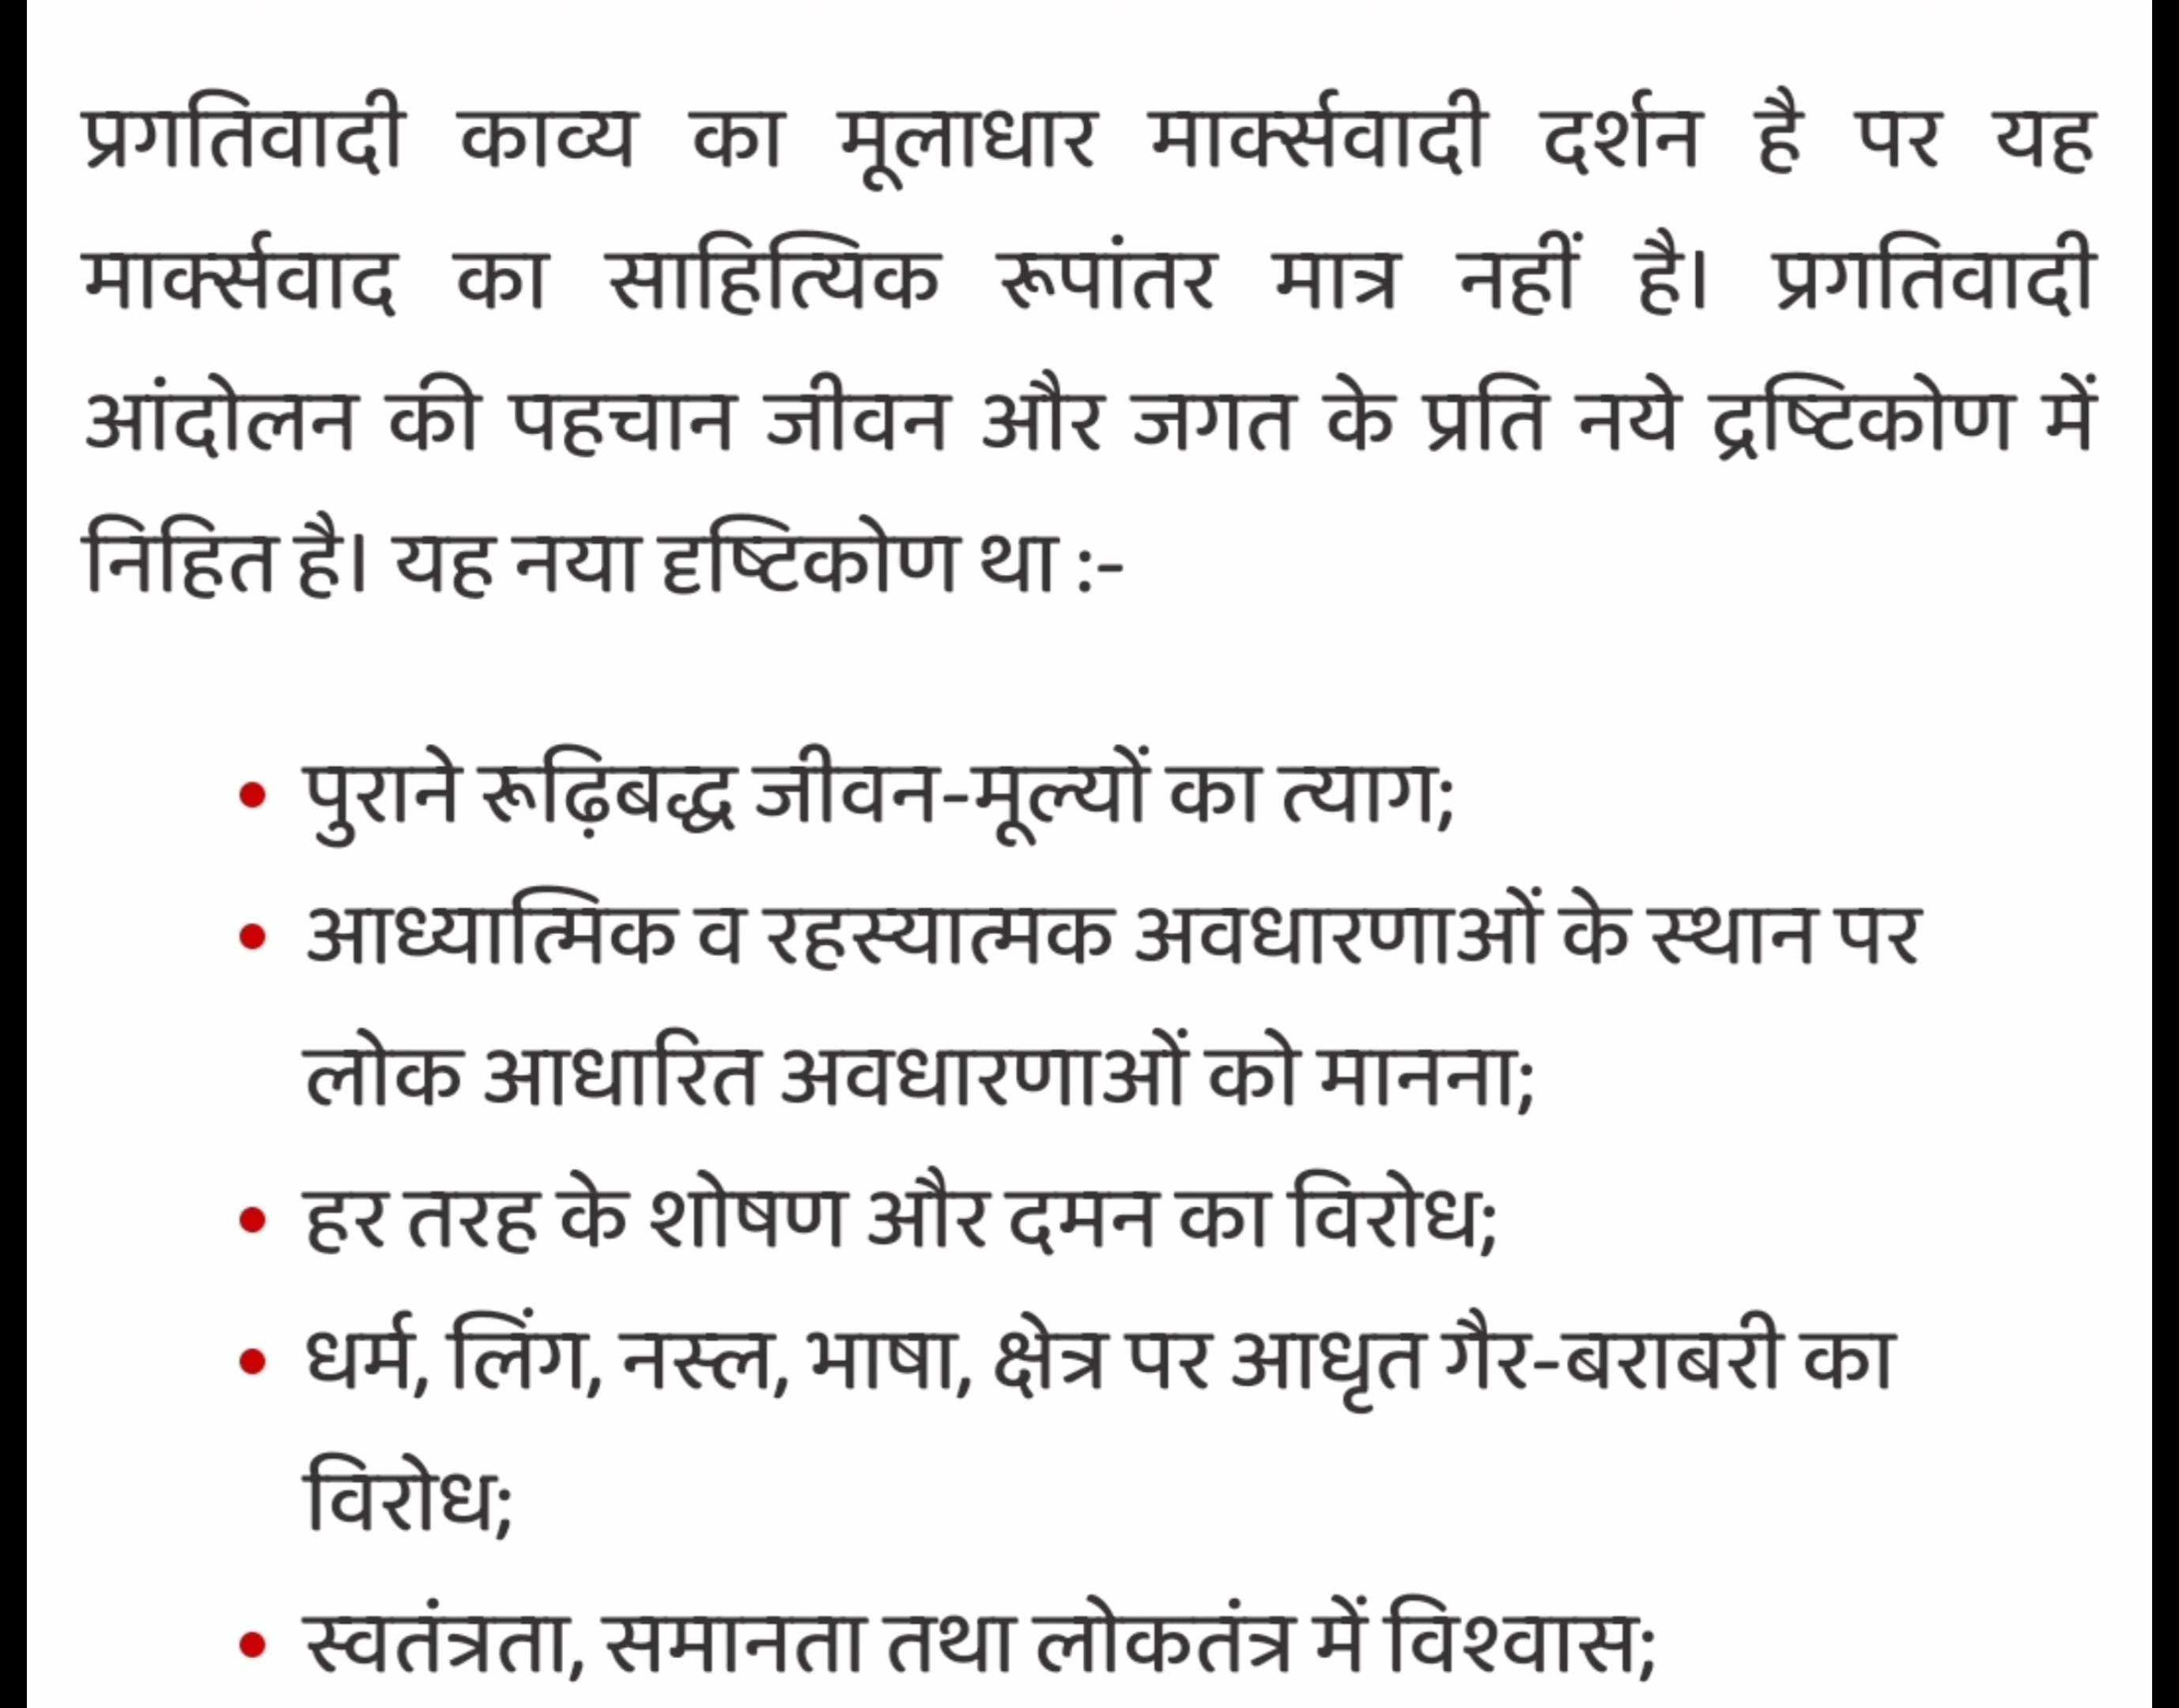 प्रगतिवादी काव्य का मूलाधार मार्क्सवादी दर्शन है पर यह
मार्क्सवाद का साहित्यिक रूपांतर मात्र नहीं है। प्रगतिवादी
आंदोलन की पहचान जीवन और जगत के प्रति नये द्रष्टिकोण में
निहित है। यह नया दृष्टिकोण था :-
• पुराने रूढ़िबद्ध जीवन-मूल्यों का त्याग;
• आध्यात्मिक व रहस्यात्मक अवधारणाओं के स्थान पर
लोक आधारित अवधारणाओं को मानना;
• हर तरह के शोषण और दमन का विरोध;
• धर्म, लिंग, नस्ल, भाषा, क्षेत्र पर आधृत गैर-बराबरी का
विरोध;
• स्वतंत्रता, समानता तथा लोकतंत्र में विश्वास;